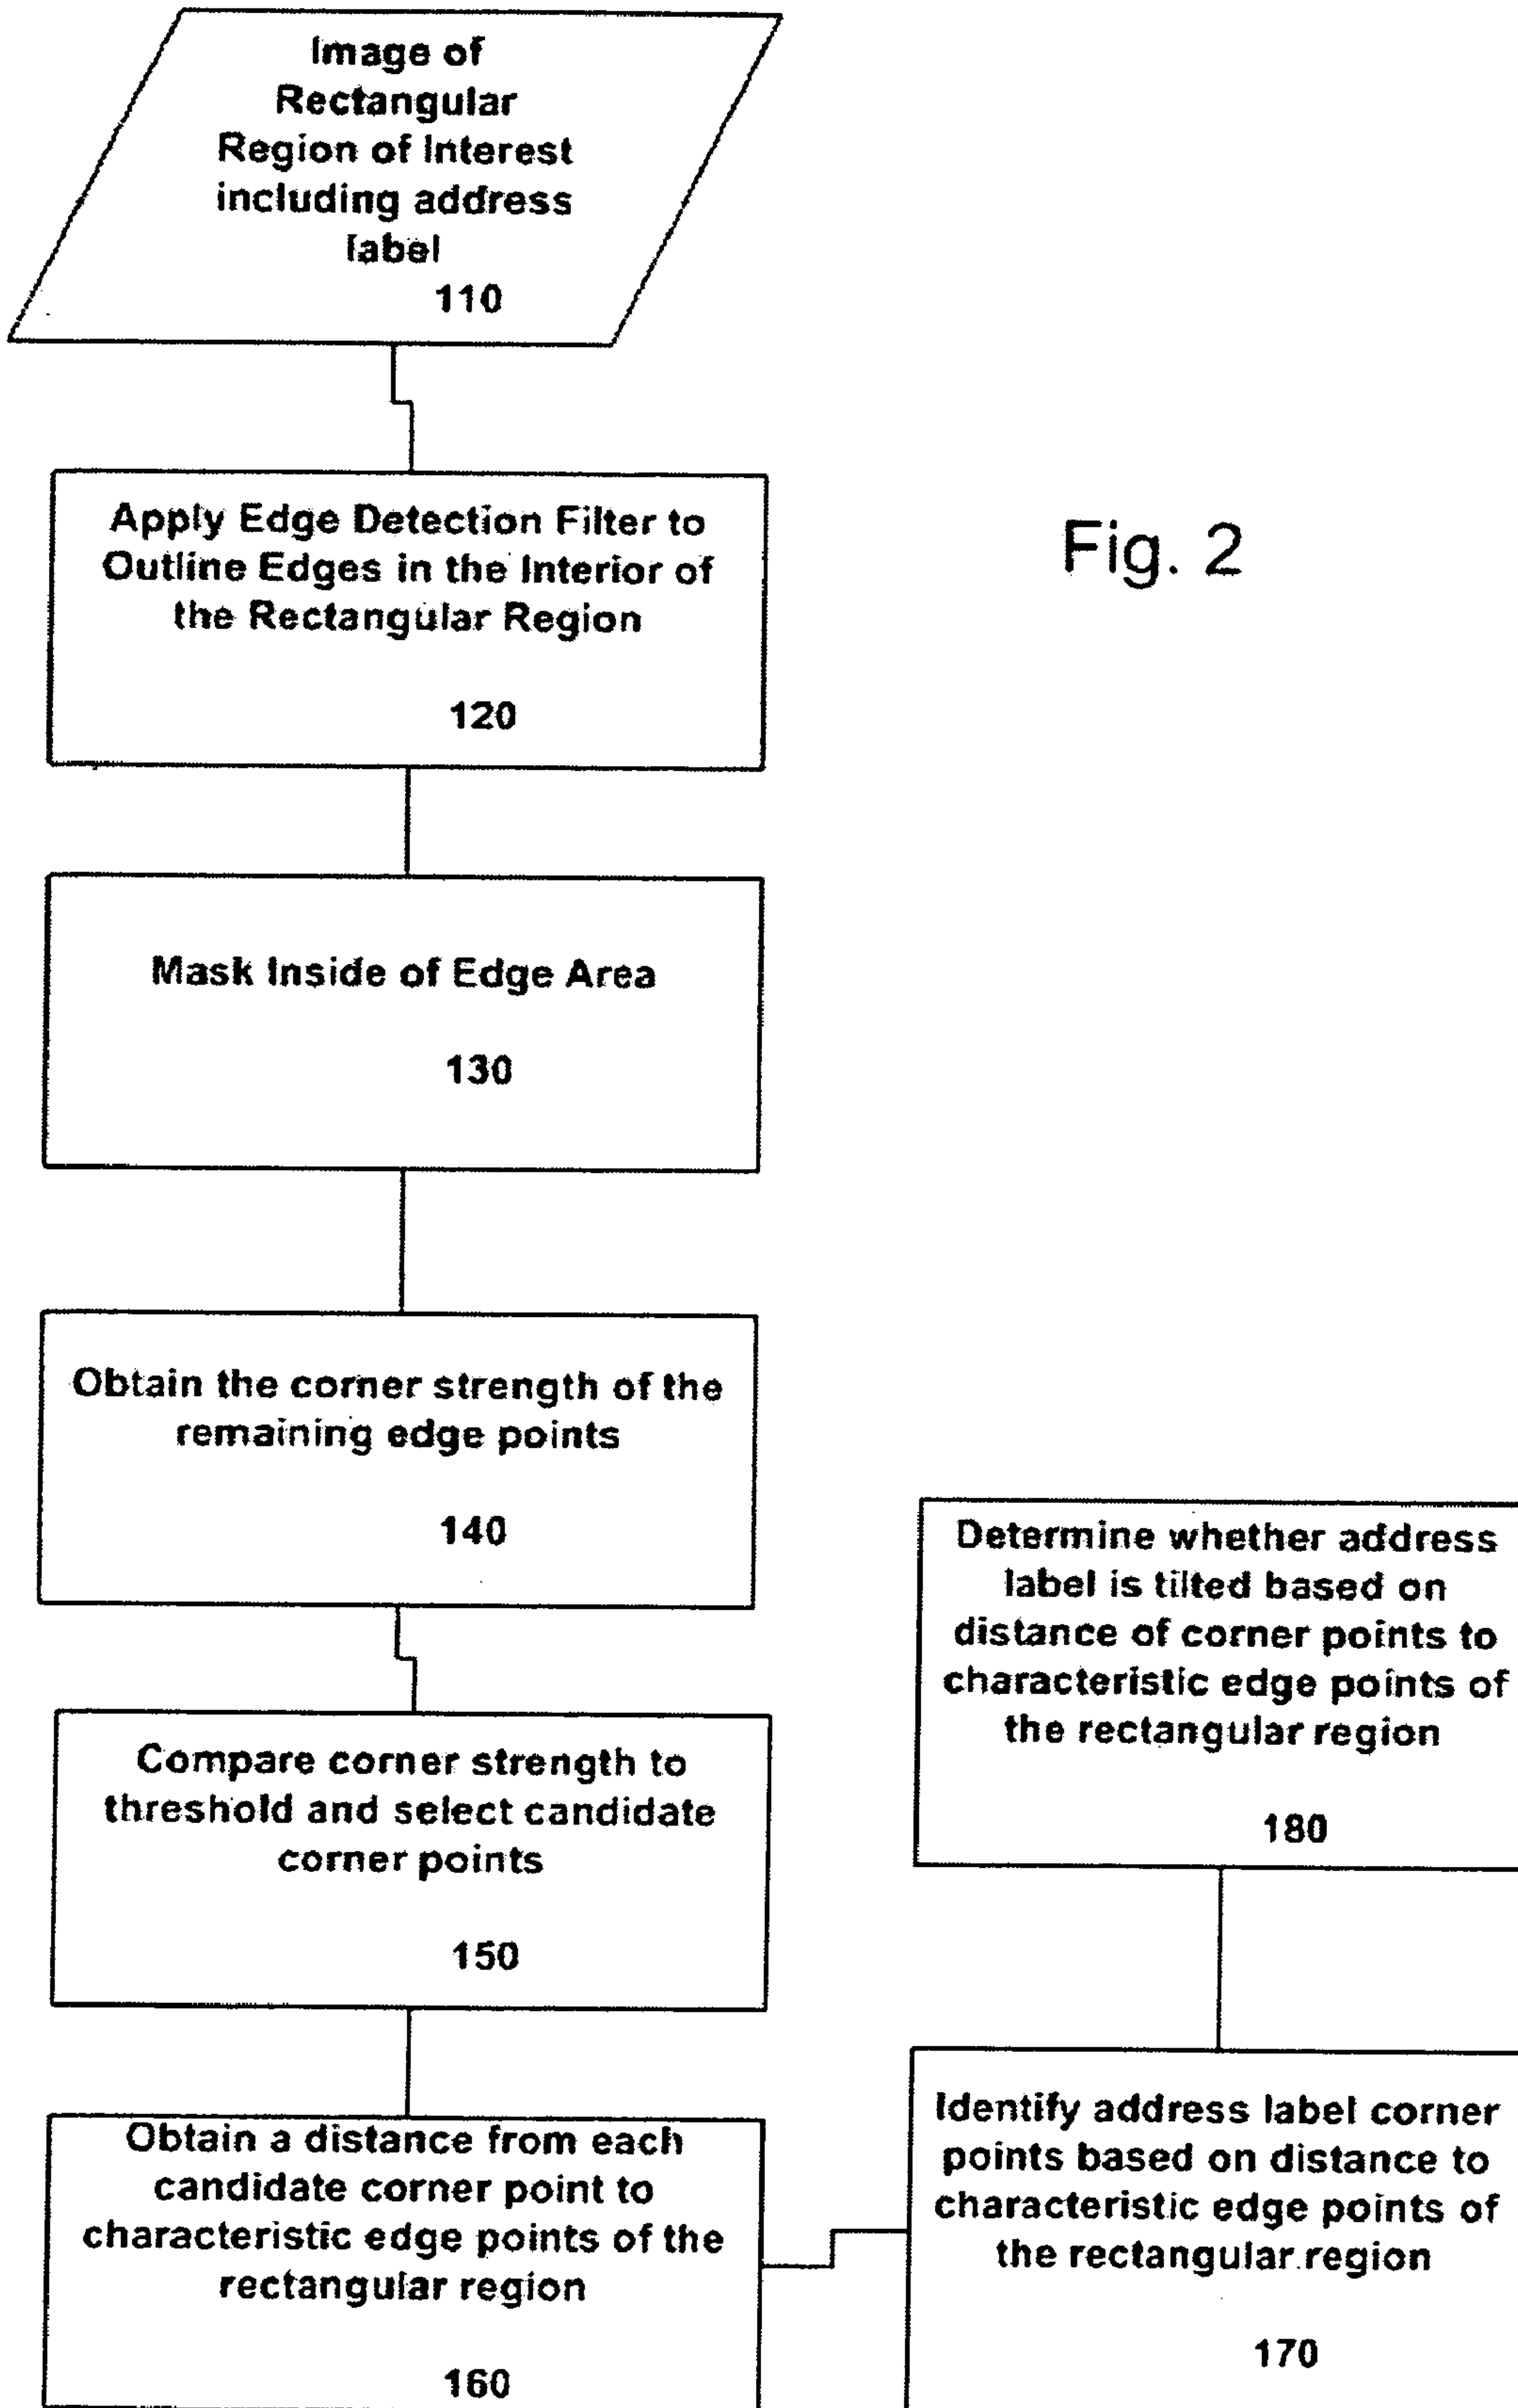 Image of
Rectangular
Region of Interest
including address
label
110
Apply Edge Detection Filter to
Outline Edges in the Interior of
the Rectangular Region
120
Fig. 2
Mask Inside of Edge Area
130
Obtain the corner strength of the
remaining edge points
140
Compare corner strength to
threshold and select candidate
corner points
150
Obtain a distance from each
candidate corner point to
characteristic edge points of the
rectangular region
160
Identify address label corner
points based on distance to
characteristic edge points of
the rectangular region
170
Determine whether address
label is tilted based on
distance of corner points to
characteristic edge points of
the rectangular region
180